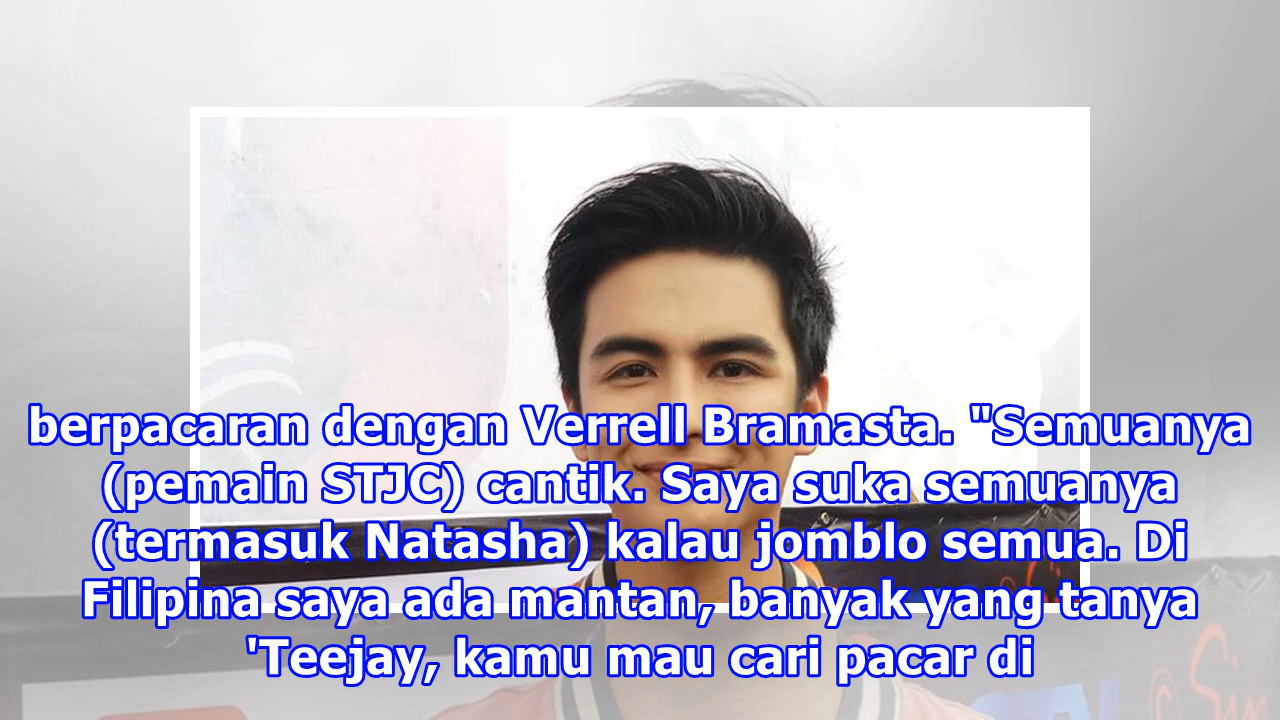 berpacaran dengan Verrell Bramasta. "Semuanya
(pemain STJC) cantik. Saya suka semuanya
(termasuk Natasha) kalau jomblo semua. Di
Filipina saya ada mantan, banyak yang tanya
'Teejay, kamu mau cari pacar di